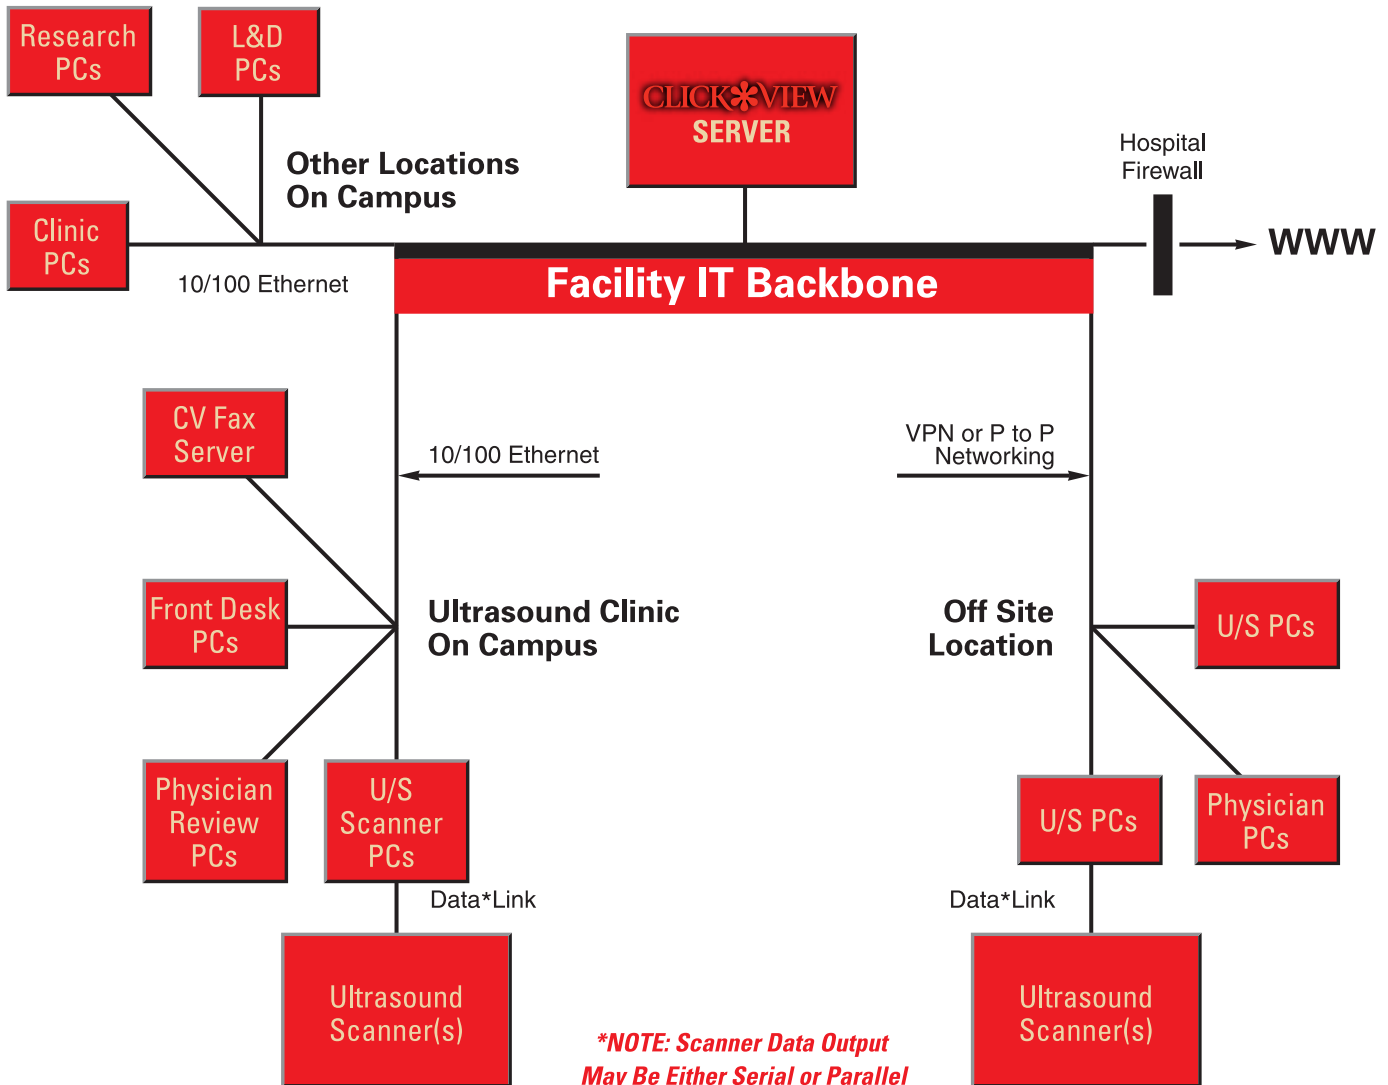 Research
PCs
L&D
PCs
CLICK*VIEW
SERVER
Hospital
Firewall
Other Locations
On Campus
Clinic
PCs
WWW
10/100 Ethernet
Facility IT Backbone
CV Fax
Server
10/100 Ethernet
VPN or P to P
Networking
Front Desk
PCs
Ultrasound Clinic
On Campus
Off Site
Location
U/S PCs
Physician
Review
PCs
U/S
Scanner
PCs
U/S PCs
Physician
PCs
Data*Link
Data*Link
Ultrasound
Scanner(s)
Ultrasound
Scanner(s)
*NOTE: Scanner Data Output
May Be Either Serial or Parallel